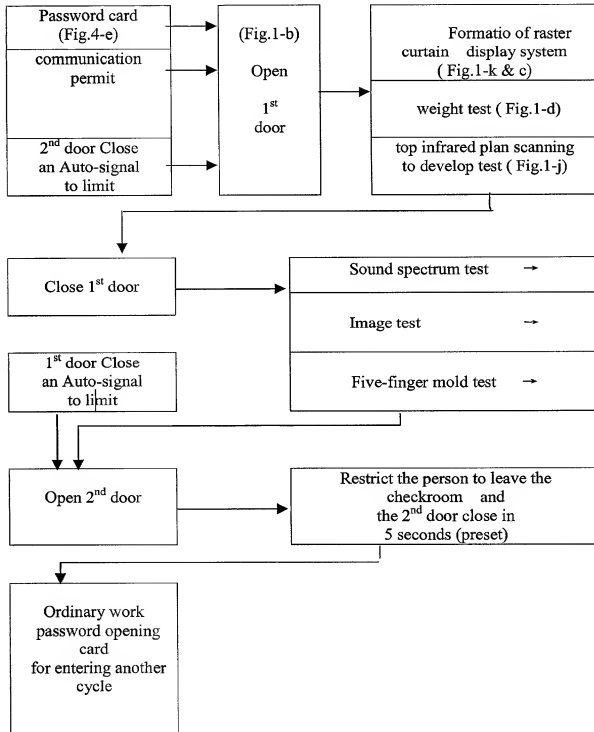 Password card
(Fig.4-e)
communication
permit
2nd door Close
an Auto-signal
to limit
(Fig.1-b)
Open
1st
door
Formatio of raster
curtain display system
( Fig.1-k & c)
weight test ( Fig.1-d)
top infrared plan scanning
to develop test ( Fig.1-j)
Close 1st door
Sound spectrum test →
Image test →
Five-finger mold test →
1st door Close
an Auto-signal
to limit
Open 2nd door
Restrict the person to leave the
checkroom and
the 2nd door close in
5 seconds (preset)
Ordinary work
password opening
card
for entering another
cycle